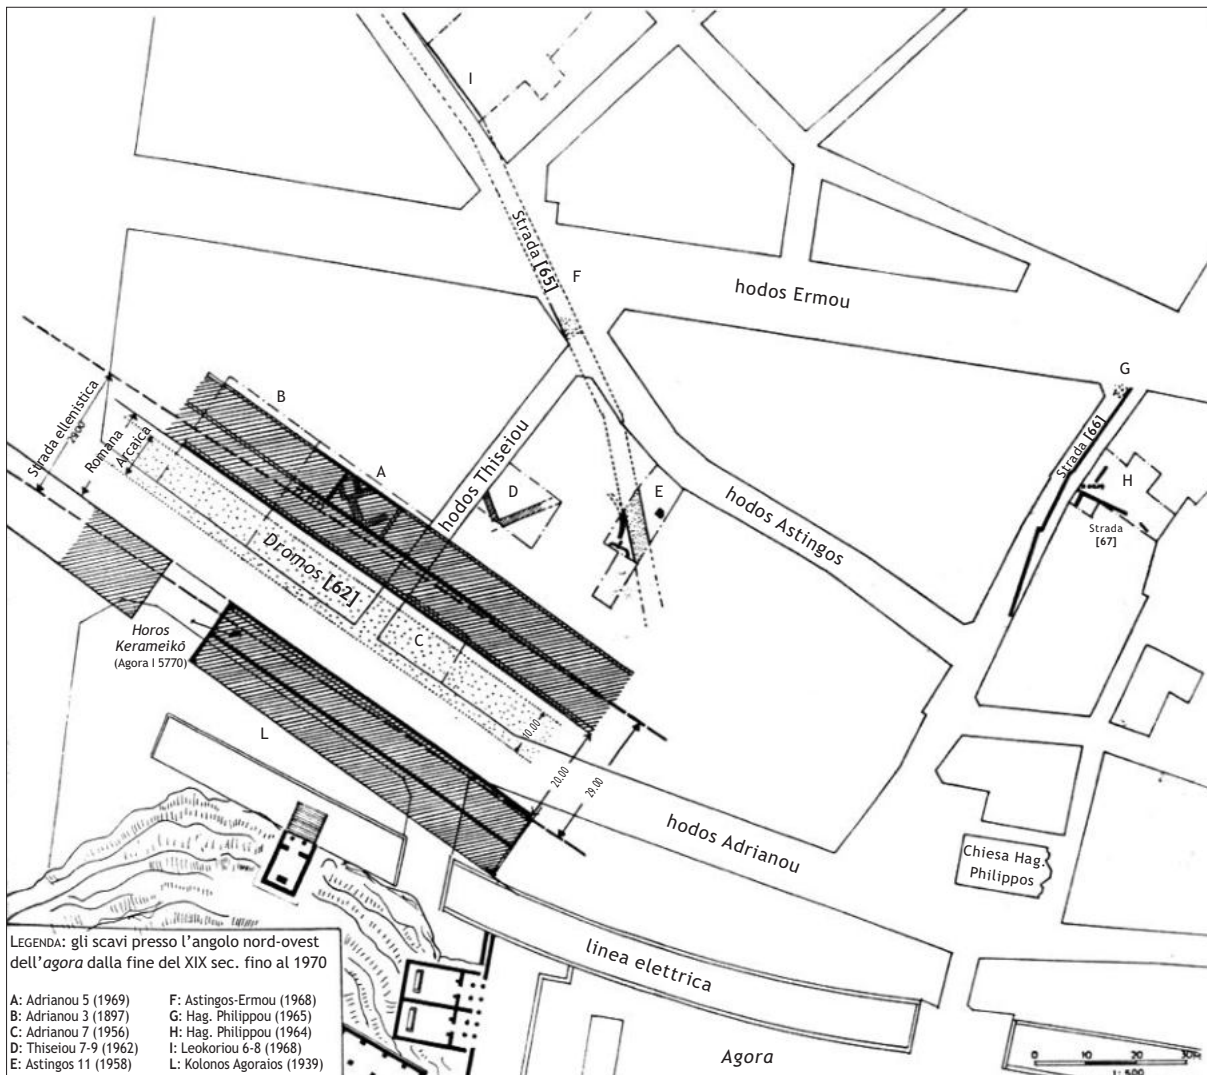 I
Strada [65]
F
hodos Ermou
G
B
Strada ellenistica
29.00
Romana
Arcaica
A
hodos Thiseiou
D
E
hodos Astingos
Strada [66]
H
Strada
[67]
Dromos [62]
C
Horos
Kerameikō
(Agora I 5770)
L
10.00
20.00
29.00
hodos Adrianou
Chiesa Hag.
Philippos
linea elettrica
Agora
LEGENDA: gli scavi presso l'angolo nord-ovest
dell'agora dalla fine del XIX sec. fino al 1970
A: Adrianou 5 (1969)
B: Adrianou 3 (1897)
C: Adrianou 7 (1956)
D: Thiseiou 7-9 (1962)
E: Astingos 11 (1958)
F: Astingos-Ermou (1968)
G: Hag. Philippou (1965)
H: Hag. Philippou (1964)
I: Leokoriou 6-8 (1968)
L: Kolonos Agoraios (1939)
0 10 20 30M
1: 500